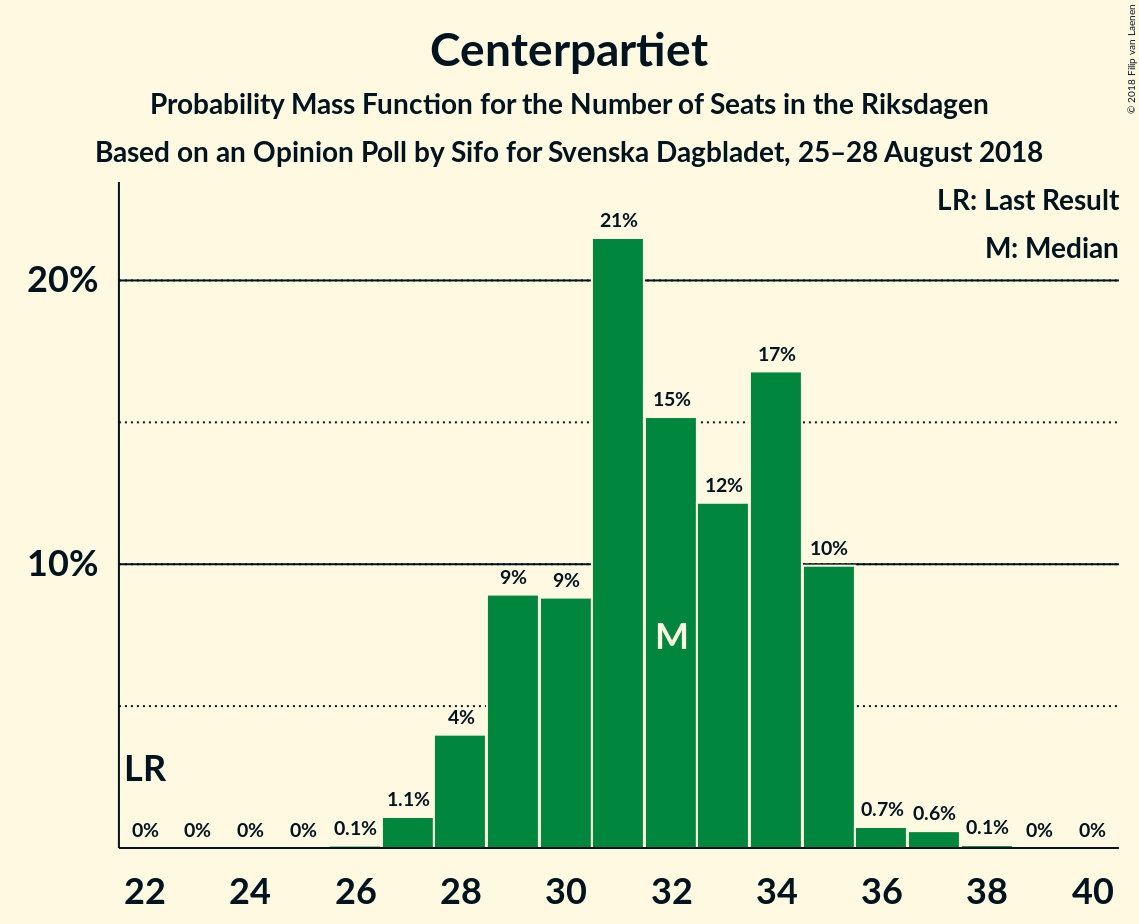 Centerpartiet
Probability Mass Function for the Number of Seats in the Riksdagen
Based on an Opinion Poll by Sifo for Svenska Dagbladet, 25–28 August 2018
© 2018 Filip van Laenen
LR: Last Result
M: Median
20%
10%
21%
17%
15%
12%
10%
9%
9%
4%
1.1%
0.7%
0.6%
0.1%
0.1%
0%
0%
0%
0%
0%
0%
M
LR
22 24 26 28 30 32 34 36 38 40